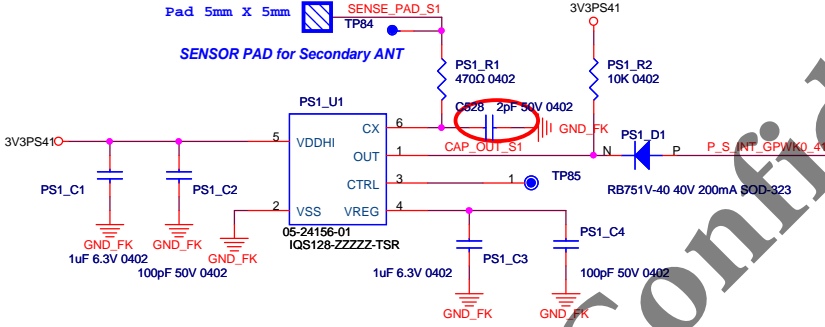 Pad 5mm X 5mm
SENSE_PAD_S1
TP84
3V3PS41
SENSOR PAD for Secondary ANT
PS1_R1
470Ω 0402
PS1_R2
10K 0402
C528 2pF 50V 0402
PS1_U1
GND_FK
CAP_OUT_S1
3V3PS41
5 VDDHI
CX 6
OUT 1
CTRL 3
VREG 4
2 VSS
PS1_D1
N P
P_S_INT_GPWK0_41
RB751V-40 40V 200mA SOD-323
1 TP85
PS1_C1
PS1_C2
GND_FK
GND_FK
GND_FK
1uF 6.3V 0402
100pF 50V 0402
05-24156-01
IQS128-ZZZZZ-TSR
PS1_C3
PS1_C4
1uF 6.3V 0402
100pF 50V 0402
GND_FK
GND_FK
Confid